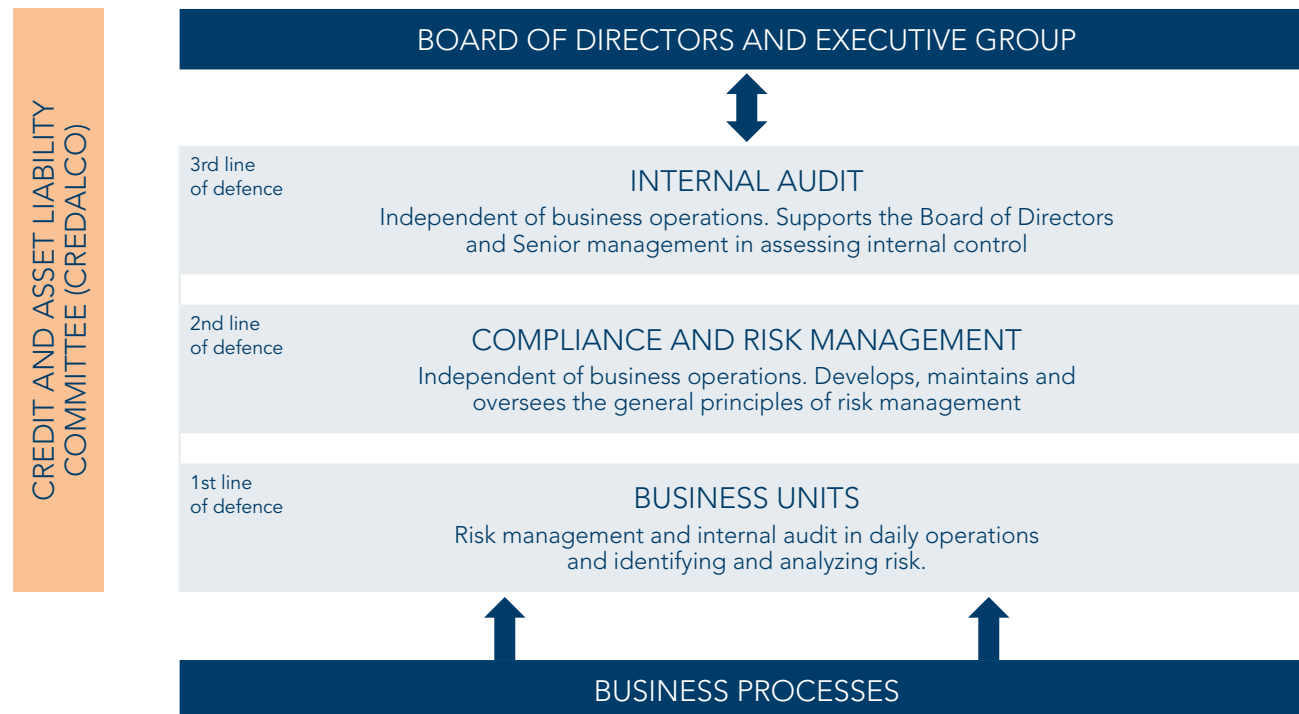 CREDIT AND ASSET LIABILITY
COMMITTEE (CREDALCO)
BOARD OF DIRECTORS AND EXECUTIVE GROUP
3rd line
of defence
INTERNAL AUDIT
Independent of business operations. Supports the Board of Directors
and Senior management in assessing internal control
2nd line
of defence
COMPLIANCE AND RISK MANAGEMENT
Independent of business operations. Develops, maintains and
oversees the general principles of risk management
1st line
of defence
BUSINESS UNITS
Risk management and internal audit in daily operations
and identifying and analyzing risk.
BUSINESS PROCESSES